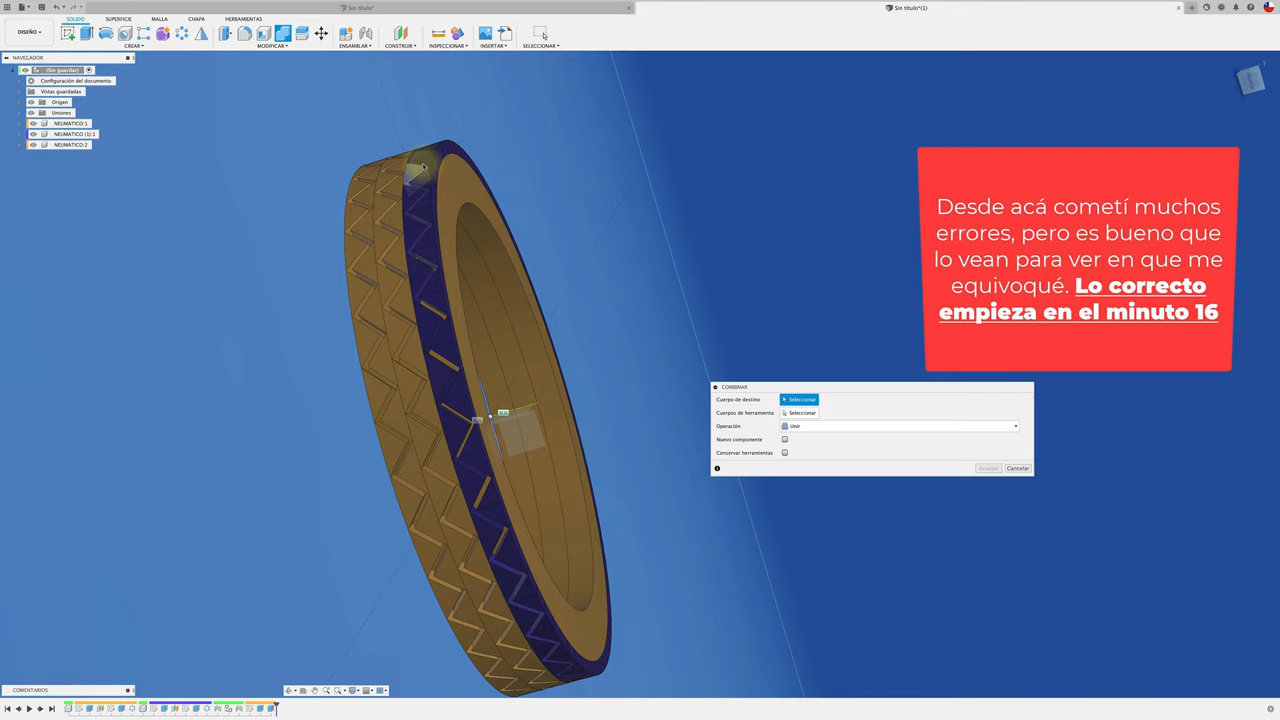 Sin título*
Sin título*(1)
DISEÑO
SÓLIDO
SUPERFICIE
MALLA
CHAPA
HERRAMIENTAS
CREAR
MODIFICAR
ENSAMBLAR
CONSTRUIR
INSPECCIONAR
INSERTAR
SELECCIONAR
NAVEGADOR
(Sin guardar)
Configuración del documento
Vistas guardadas
Origen
Uniones
NEUMATICO:1
NEUMATICO (1):1
NEUMATICO:2
Desde acá cometí muchos
errores, pero es bueno que
lo vean para ver en que me
equivoqué. Lo correcto
empieza en el minuto 16
COMBINAR
Cuerpo de destino
Seleccionar
Cuerpos de herramienta
Seleccionar
Operación
Unir
Nuevo componente
Conservar herramientas
Aceptar
Cancelar
COMENTARIOS